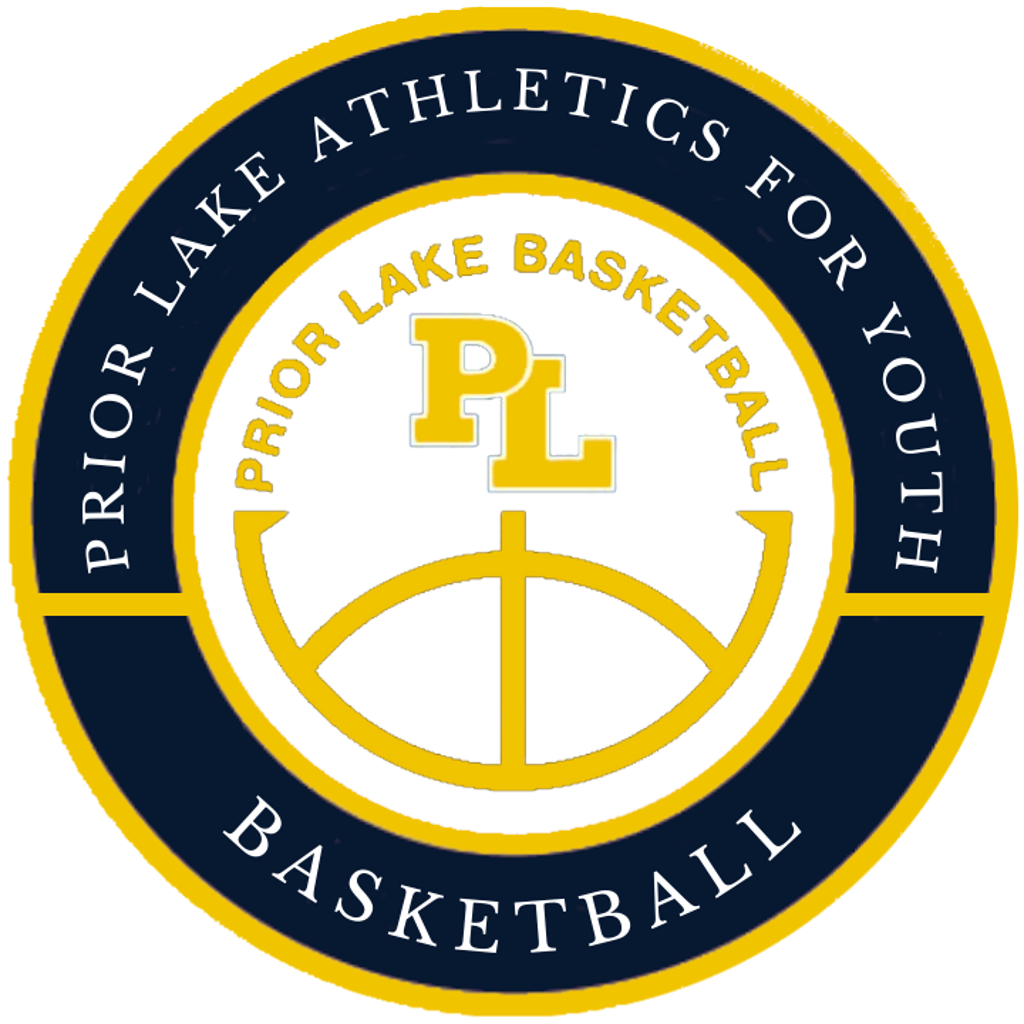 PRIOR LAKE ATHLETICS FOR YOUTH
PRIOR LAKE BASKETBALL
PL
BASKETBALL